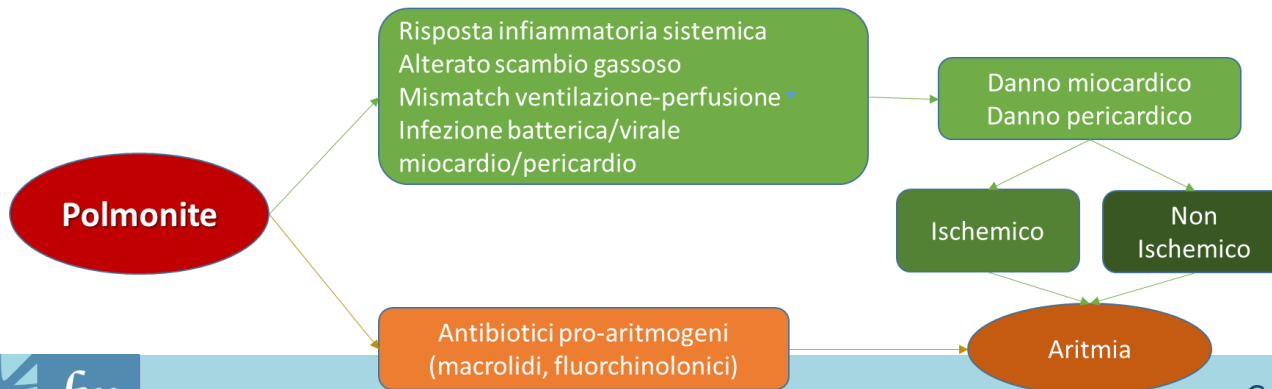 Risposta infiammatoria sistemica
Alterato scambio gassoso
Mismatch ventilazione-perfusione
Infezione batterica/virale
miocardio/pericardio
Danno miocardico
Danno pericardico
Polmonite
Ischemico
Non
Ischemico
Antibiotici pro-aritmogeni
(macrolidi, fluorchinolonici)
Aritmia